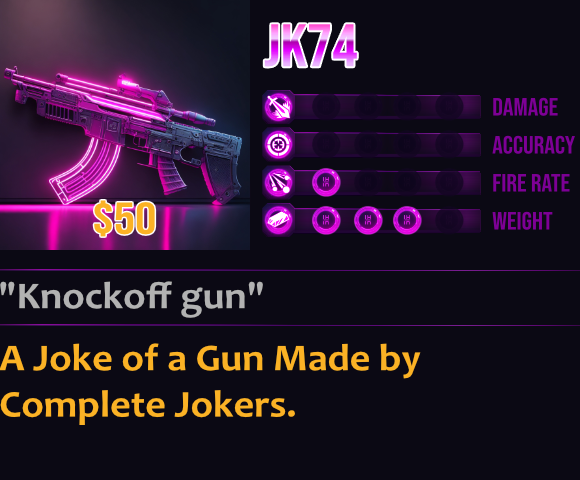 JK74
DAMAGE
ACCURACY
FIRE RATE
WEIGHT
$50
"Knockoff gun"
A Joke of a Gun Made by
Complete Jokers.